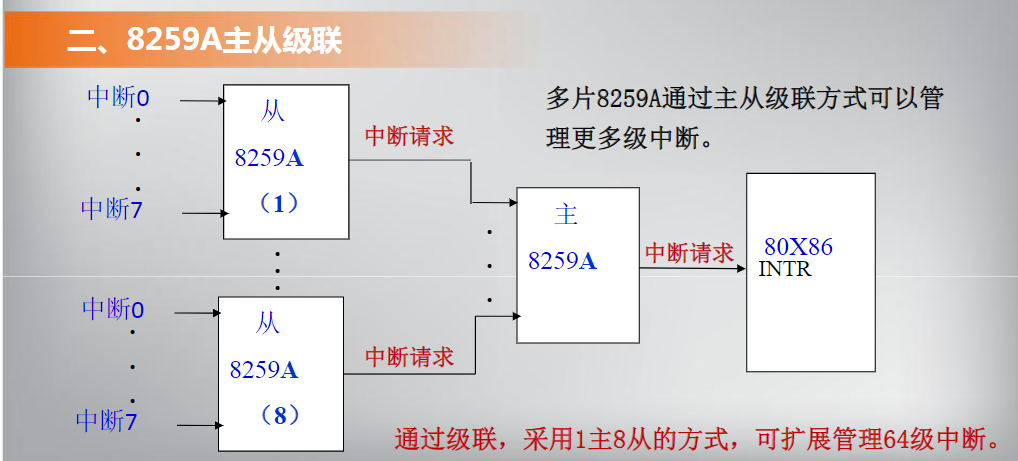 二、8259A主从级联
多片8259A通过主从级联方式可以管
理更多级中断。
中断0
中断7
从
8259A
（1）
中断请求
中断0
中断7
从
8259A
（8）
中断请求
主
8259A
中断请求
80X86
INTR
通过级联，采用1主8从的方式，可扩展管理64级中断。